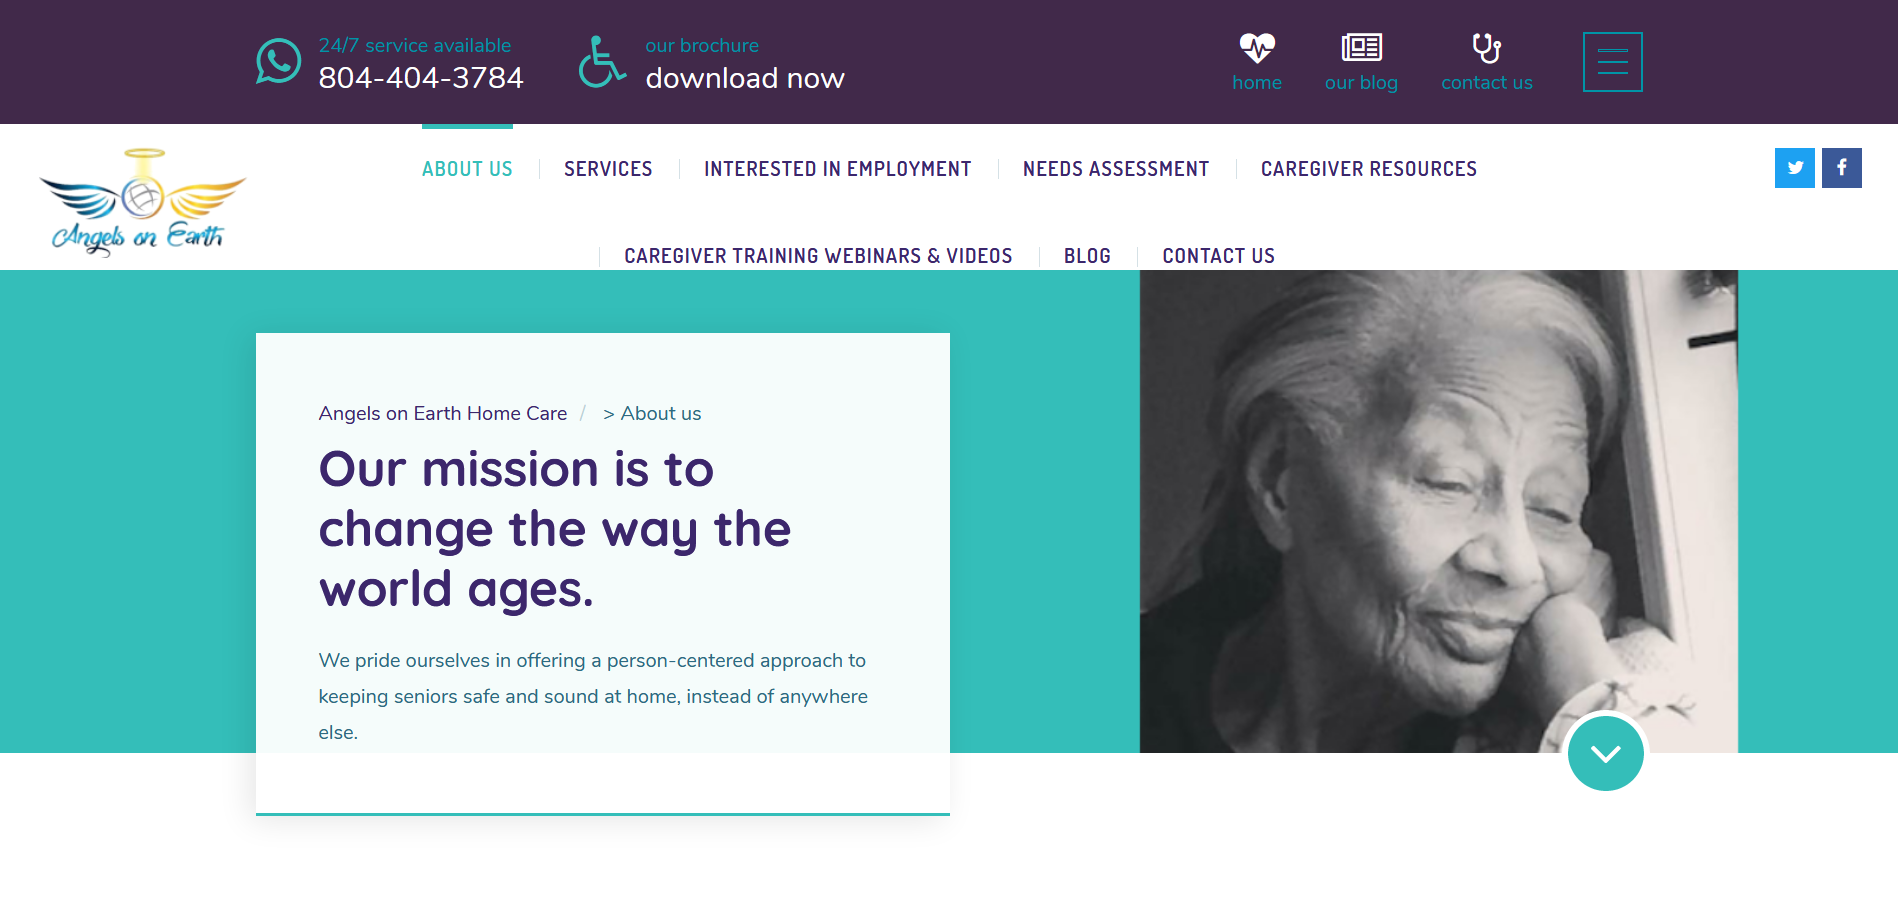 24/7 service available
804-404-3784
our brochure
download now
home
our blog
contact us
Angels on Earth
ABOUT US
SERVICES
INTERESTED IN EMPLOYMENT
NEEDS ASSESSMENT
CAREGIVER RESOURCES
CAREGIVER TRAINING WEBINARS & VIDEOS
BLOG
CONTACT US
Angels on Earth Home Care / > About us
Our mission is to
change the way the
world ages.
We pride ourselves in offering a person-centered approach to
keeping seniors safe and sound at home, instead of anywhere
else.